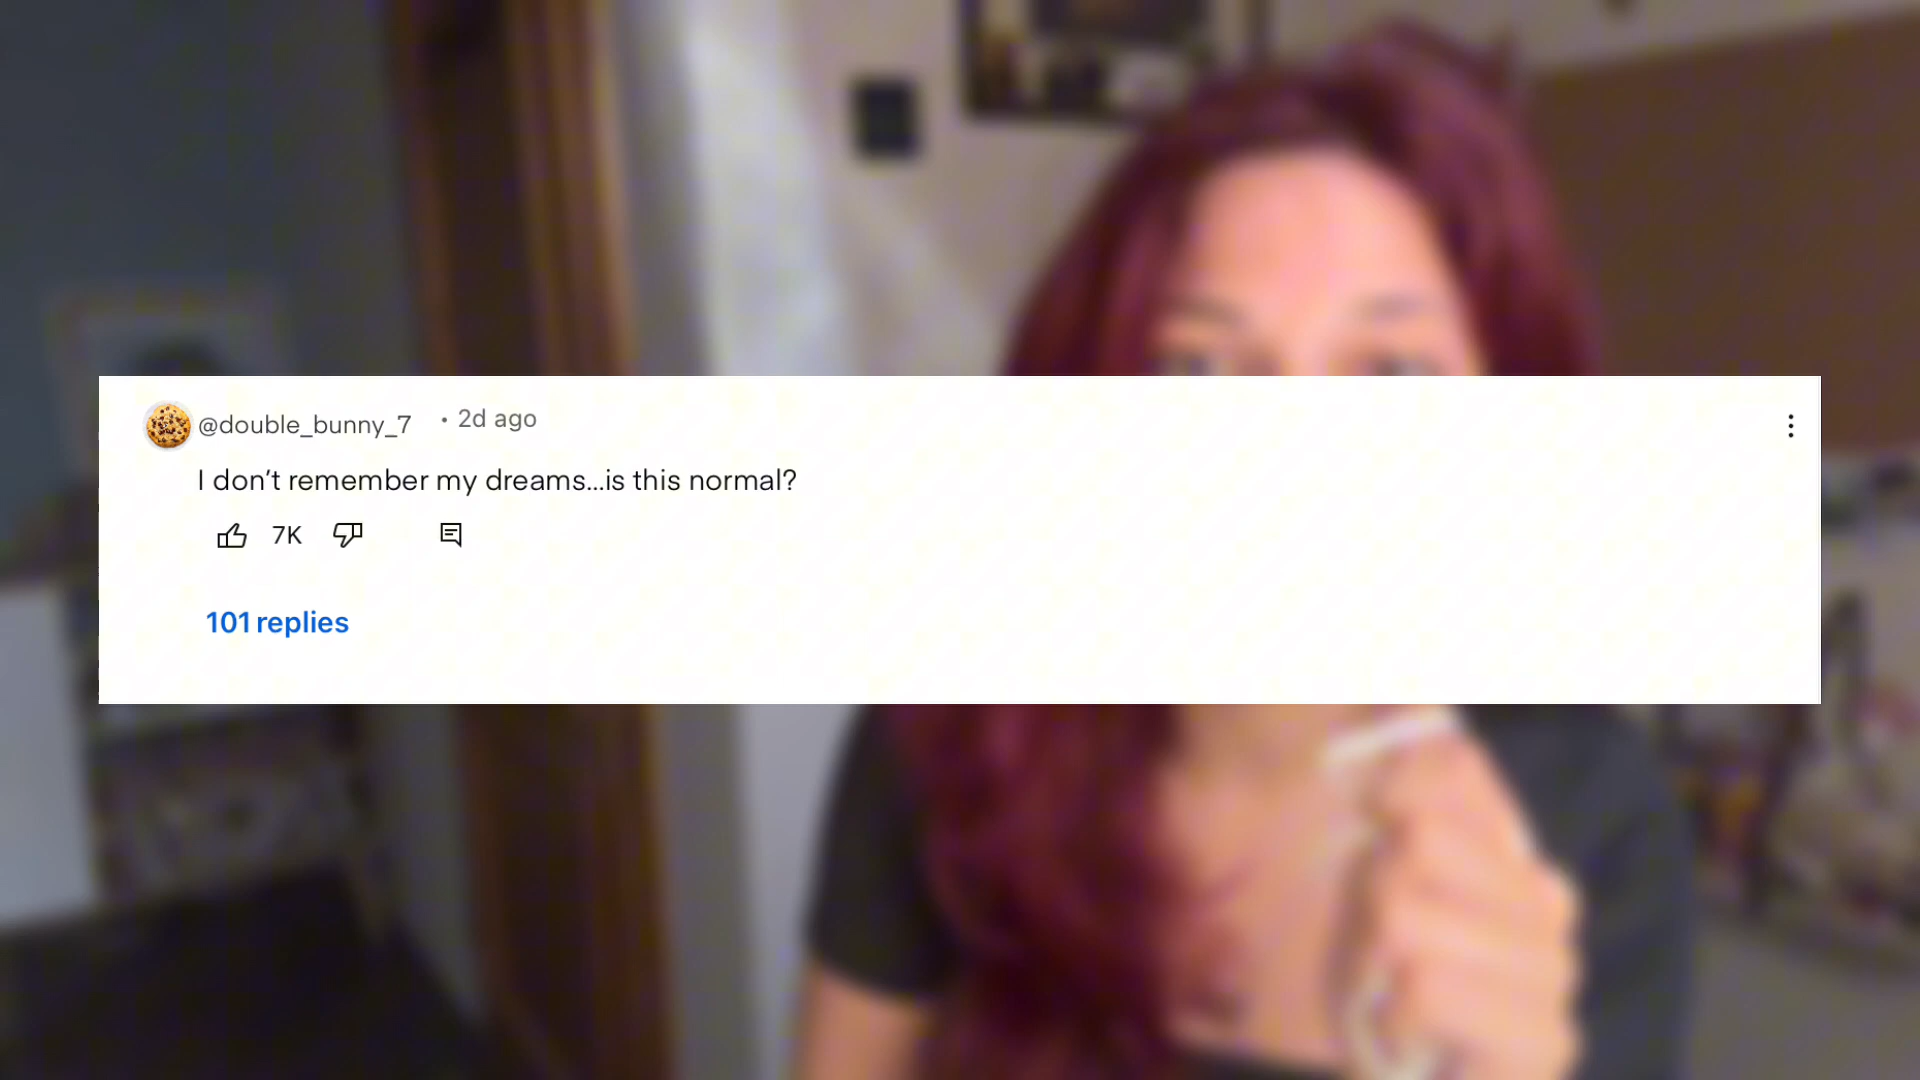 @double_bunny_7 • 2d ago
I don’t remember my dreams...is this normal?
7K
101 replies